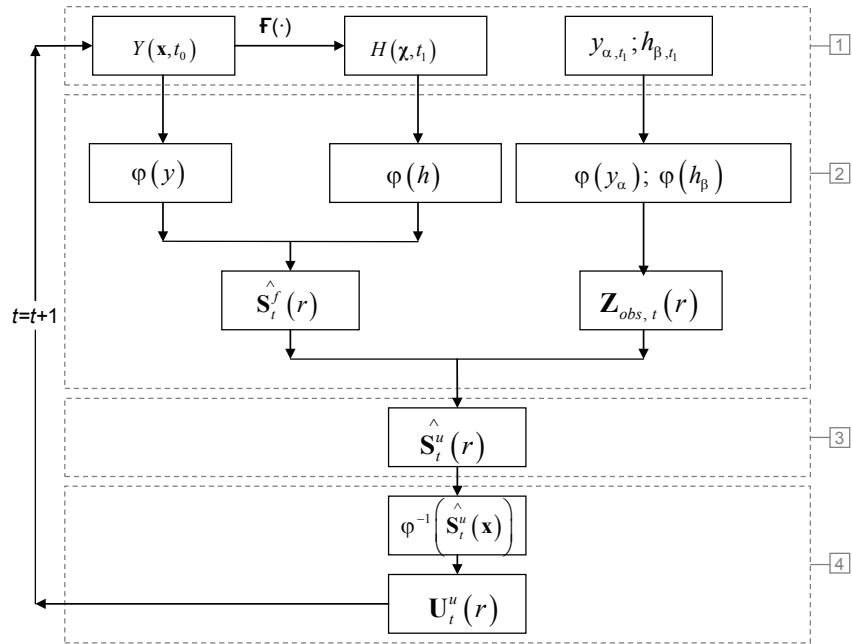 Y(x,t₀)
Ғ(·)
H(χ,t₁)
y_{α,t₁};h_{β,t₁}
1
φ(y)
φ(h)
φ(y_α); φ(h_β)
2
Ŝ_t^f(r)
Z_{obs, t}(r)
t=t+1
Ŝ_t^u(r)
3
φ⁻¹(Ŝ_t^u(x))
4
U_t^u(r)